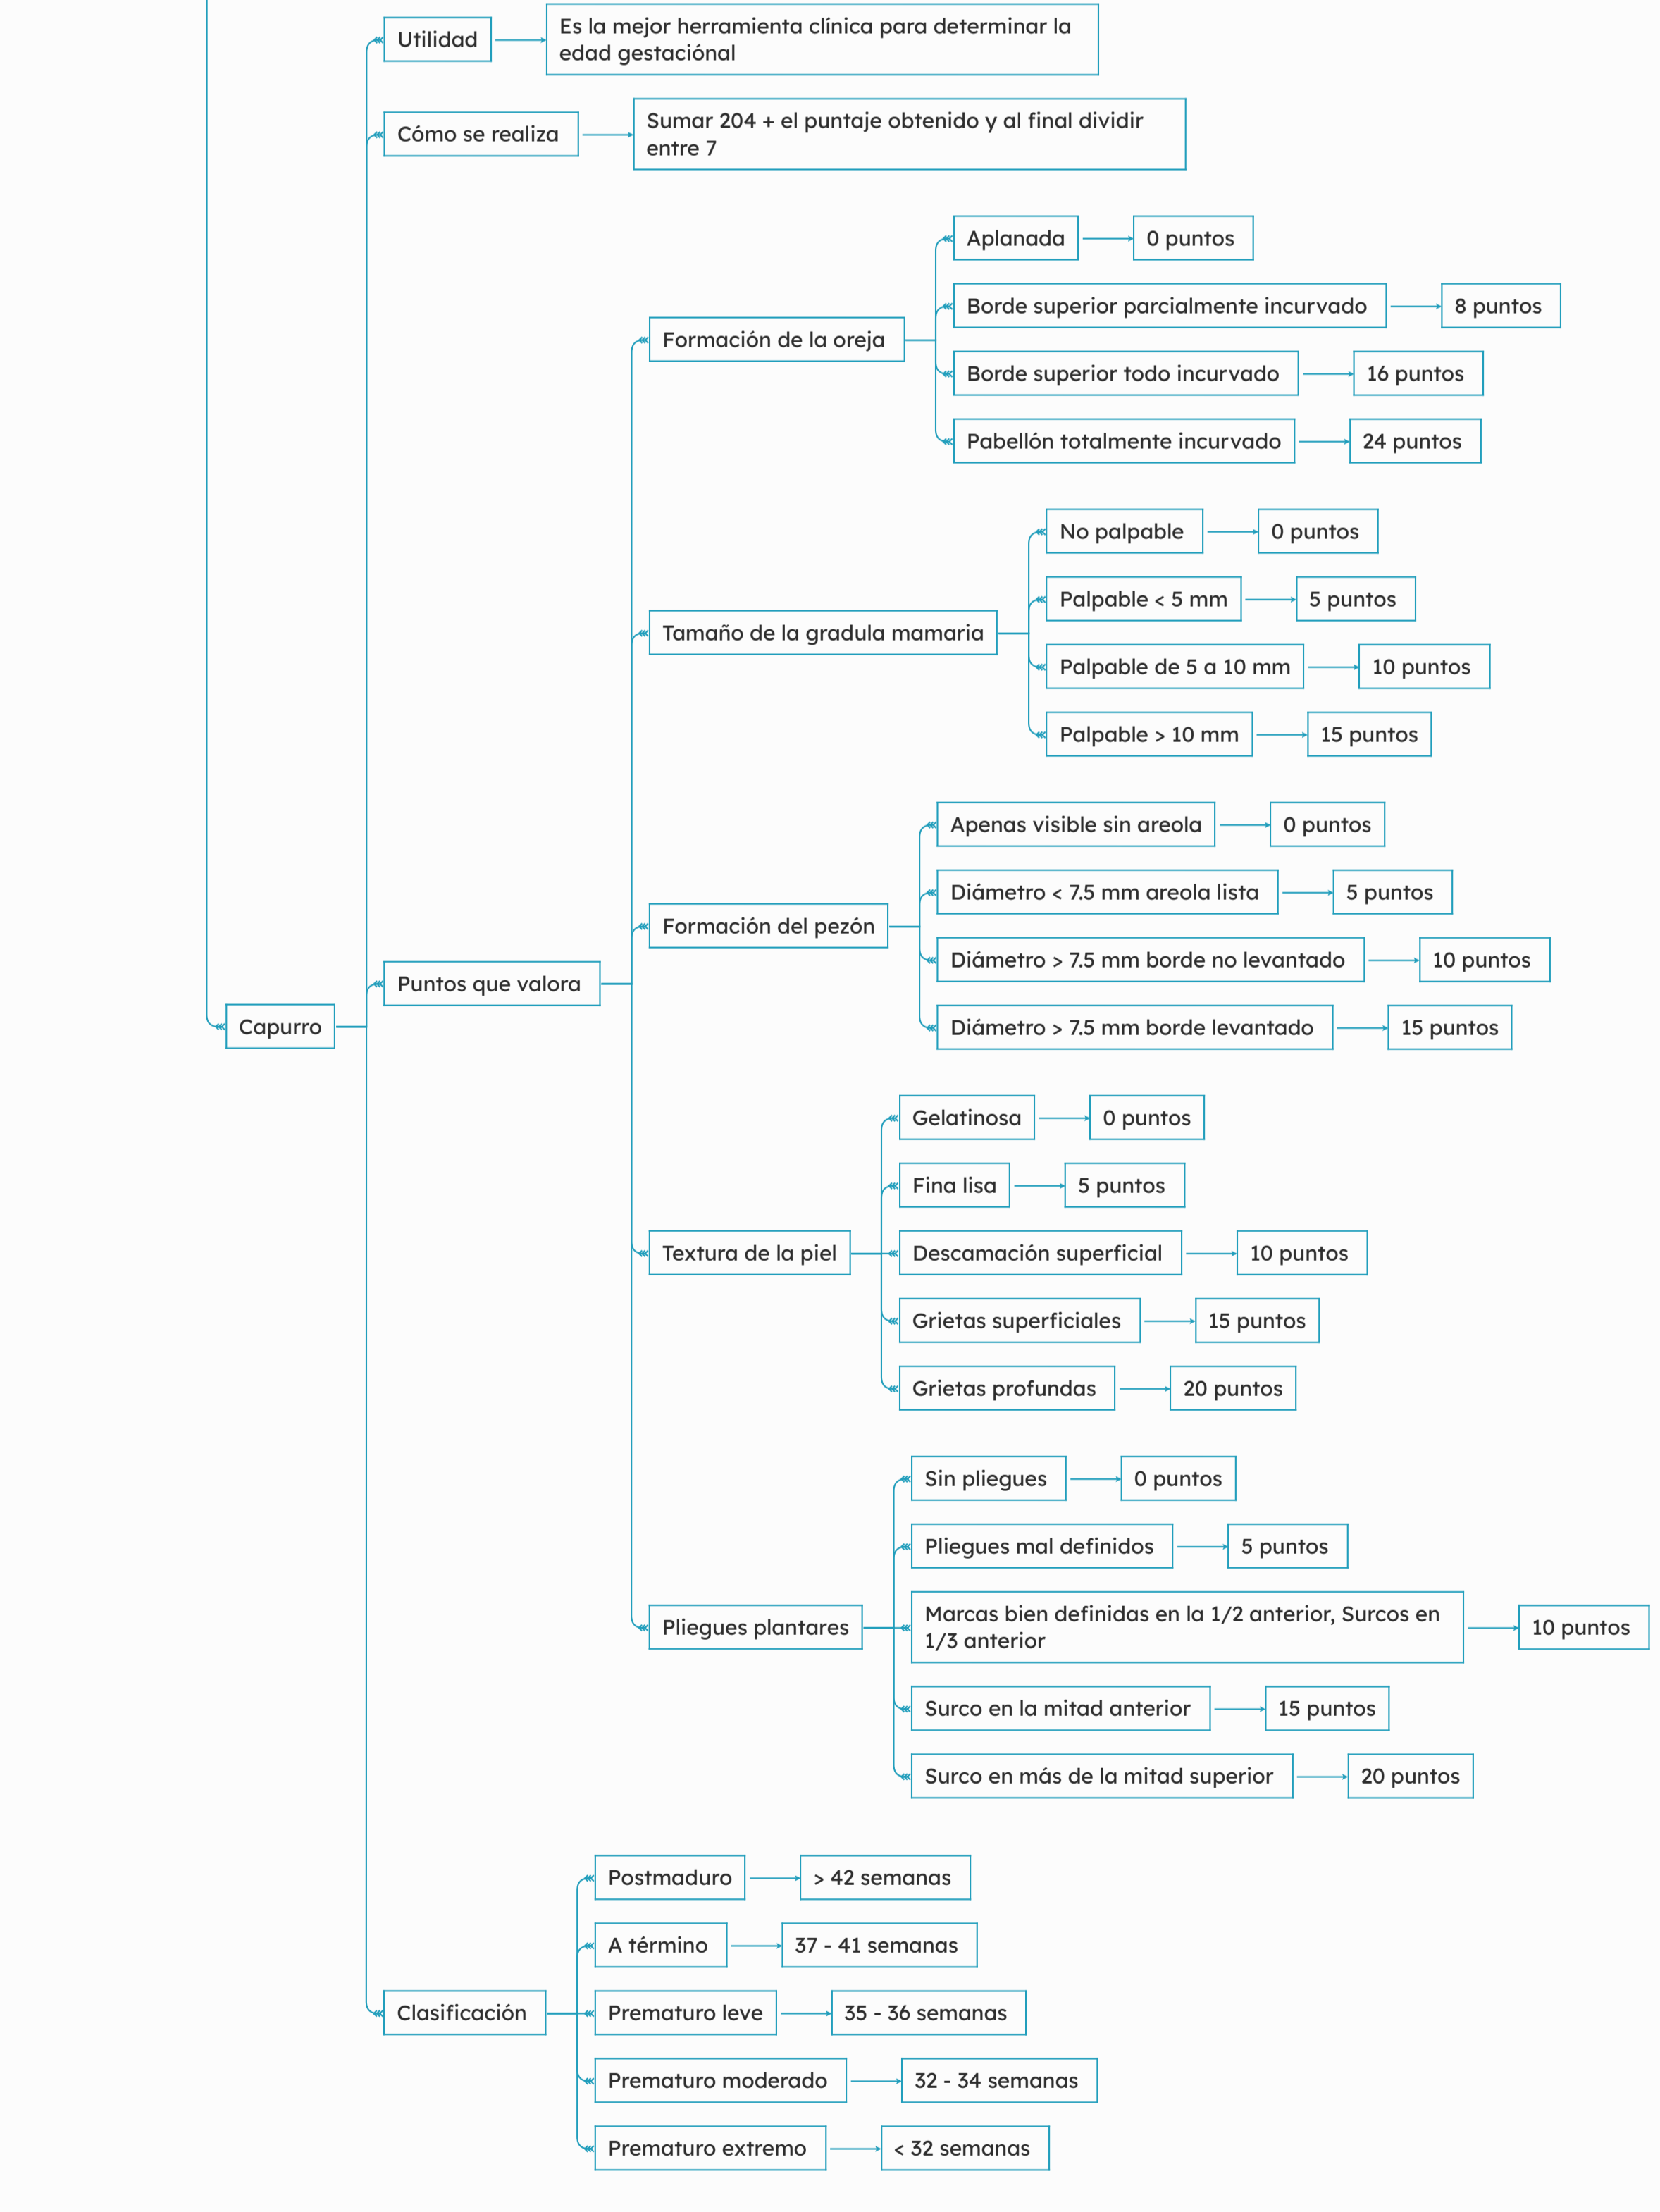 Utilidad
Es la mejor herramienta clínica para determinar la
edad gestaciónal
Cómo se realiza
Sumar 204 + el puntaje obtenido y al final dividir
entre 7
Aplanada
0 puntos
Borde superior parcialmente incurvado
8 puntos
Formación de la oreja
Borde superior todo incurvado
16 puntos
Pabellón totalmente incurvado
24 puntos
No palpable
0 puntos
Palpable < 5 mm
5 puntos
Tamaño de la gradula mamaria
Palpable de 5 a 10 mm
10 puntos
Palpable > 10 mm
15 puntos
Apenas visible sin areola
0 puntos
Diámetro < 7.5 mm areola lista
5 puntos
Formación del pezón
Diámetro > 7.5 mm borde no levantado
10 puntos
Puntos que valora
Capurro
Diámetro > 7.5 mm borde levantado
15 puntos
Gelatinosa
0 puntos
Fina lisa
5 puntos
Textura de la piel
Descamación superficial
10 puntos
Grietas superficiales
15 puntos
Grietas profundas
20 puntos
Sin pliegues
0 puntos
Pliegues mal definidos
5 puntos
Pliegues plantares
Marcas bien definidas en la 1/2 anterior, Surcos en
1/3 anterior
10 puntos
Surco en la mitad anterior
15 puntos
Surco en más de la mitad superior
20 puntos
Postmaduro
> 42 semanas
A término
37 - 41 semanas
Clasificación
Prematuro leve
35 - 36 semanas
Prematuro moderado
32 - 34 semanas
Prematuro extremo
< 32 semanas